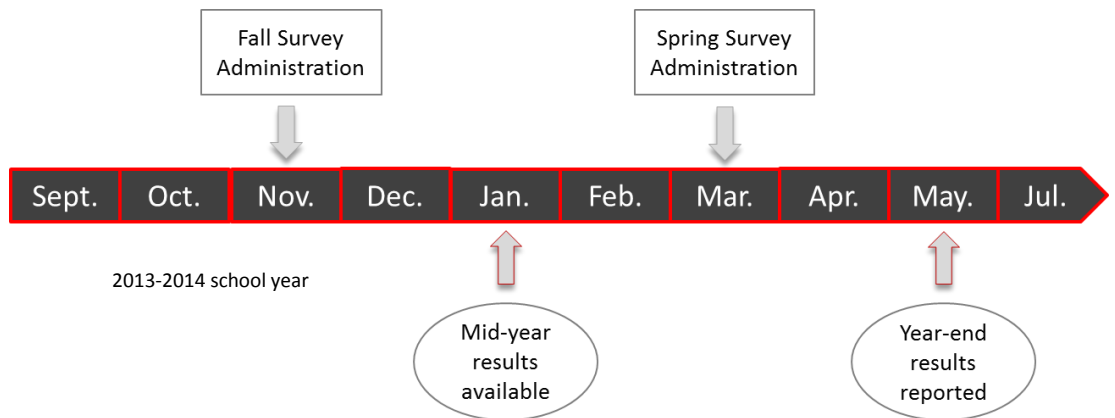 Fall Survey
Administration
Spring Survey
Administration
Sept. Oct. Nov. Dec. Jan. Feb. Mar. Apr. May. Jul.
2013-2014 school year
Mid-year
results
available
Year-end
results
reported